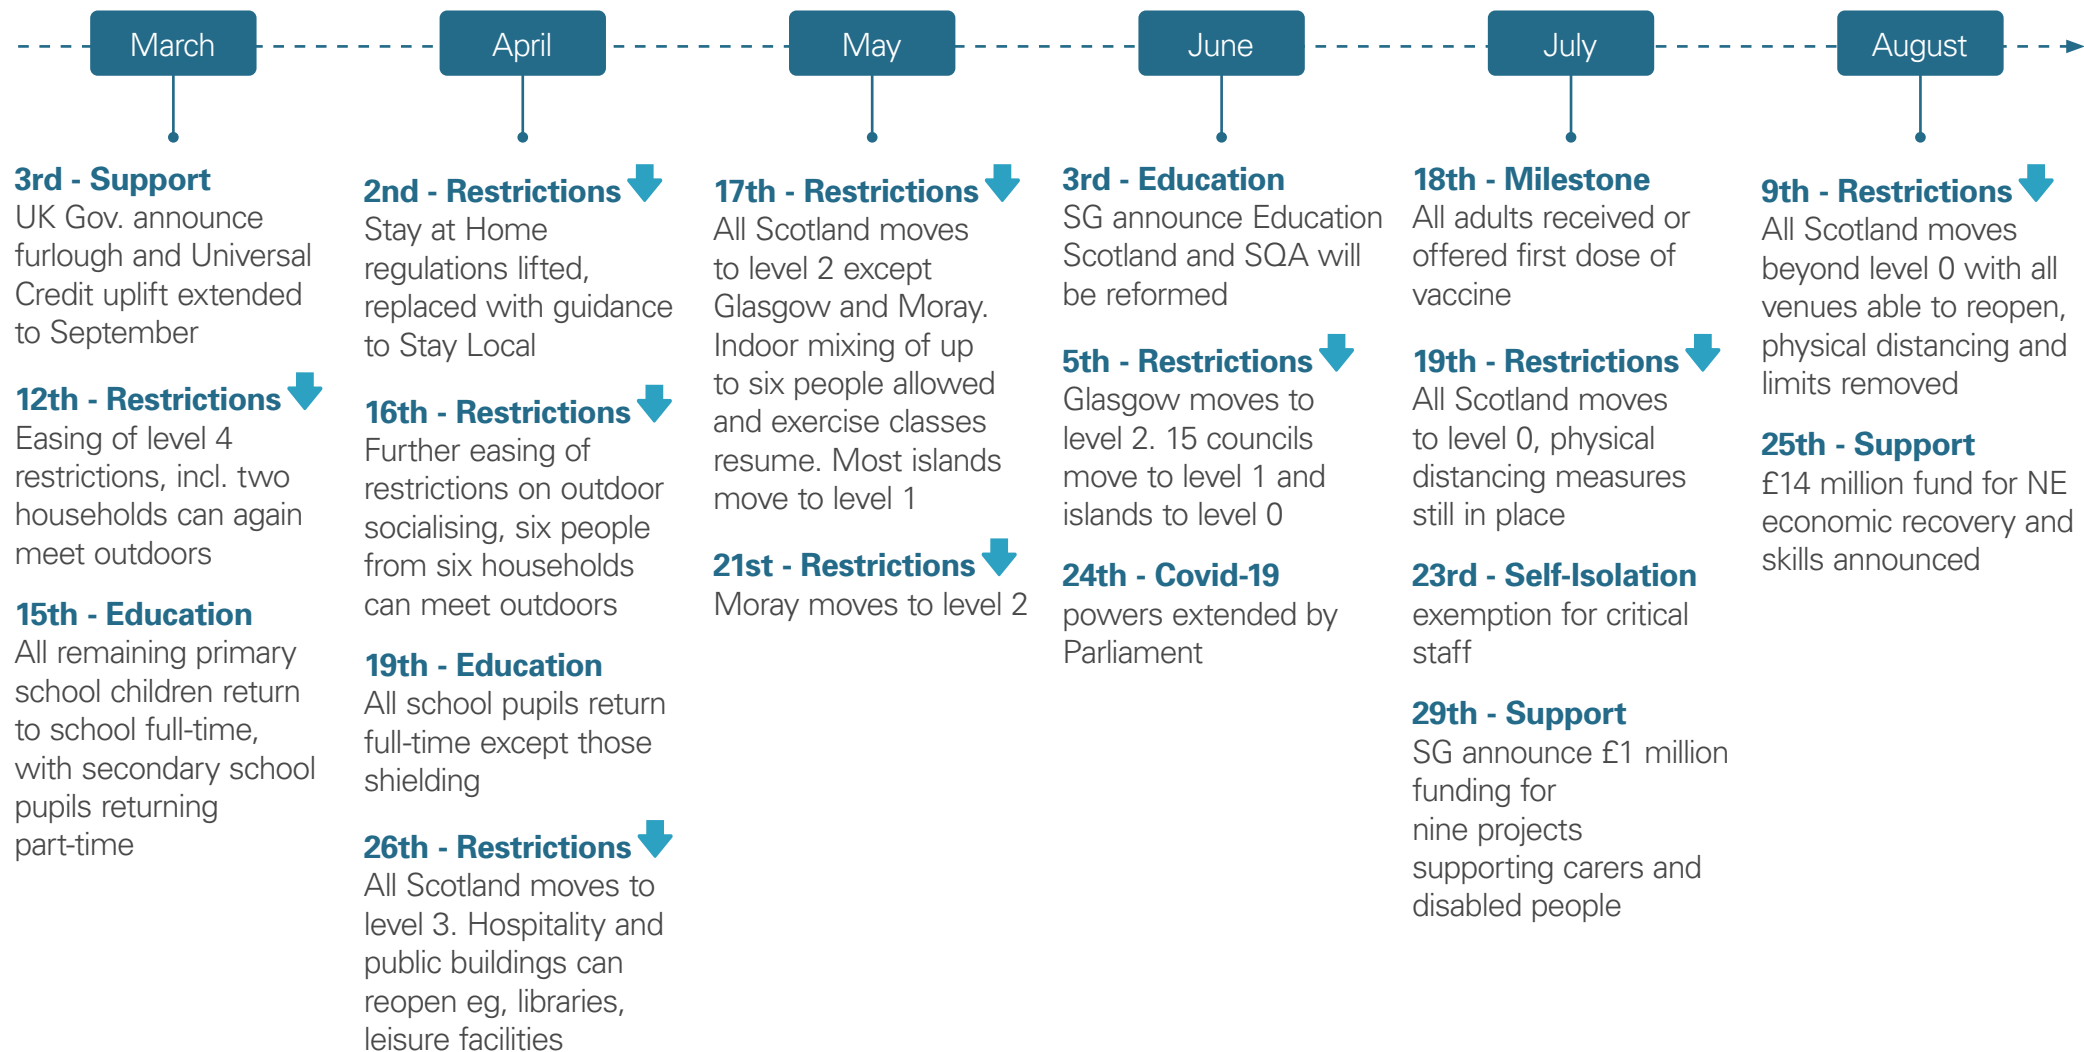 March
April
May
June
July
August
3rd - Support
UK Gov. announce
furlough and Universal
Credit uplift extended
to September
12th - Restrictions
Easing of level 4
restrictions, incl. two
households can again
meet outdoors
15th - Education
All remaining primary
school children return
to school full-time,
with secondary school
pupils returning
part-time
2nd - Restrictions
Stay at Home
regulations lifted,
replaced with guidance
to Stay Local
16th - Restrictions
Further easing of
restrictions on outdoor
socialising, six people
from six households
can meet outdoors
19th - Education
All school pupils return
full-time except those
shielding
26th - Restrictions
All Scotland moves to
level 3. Hospitality and
public buildings can
reopen eg, libraries,
leisure facilities
17th - Restrictions
All Scotland moves
to level 2 except
Glasgow and Moray.
Indoor mixing of up
to six people allowed
and exercise classes
resume. Most islands
move to level 1
21st - Restrictions
Moray moves to level 2
3rd - Education
SG announce Education
Scotland and SQA will
be reformed
5th - Restrictions
Glasgow moves to
level 2. 15 councils
move to level 1 and
islands to level 0
24th - Covid-19
powers extended by
Parliament
18th - Milestone
All adults received or
offered first dose of
vaccine
19th - Restrictions
All Scotland moves
to level 0, physical
distancing measures
still in place
23rd - Self-Isolation
exemption for critical
staff
29th - Support
SG announce £1 million
funding for
nine projects
supporting carers and
disabled people
9th - Restrictions
All Scotland moves
beyond level 0 with all
venues able to reopen,
physical distancing and
limits removed
25th - Support
£14 million fund for NE
economic recovery and
skills announced